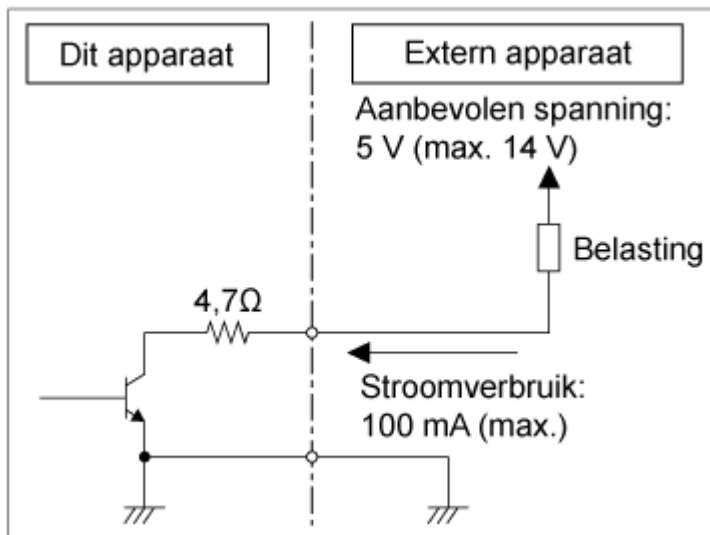 Dit apparaat
Extern apparaat
Aanbevolen spanning:
5 V (max. 14 V)
Belasting
4,7Ω
Stroomverbruik:
100 mA (max.)